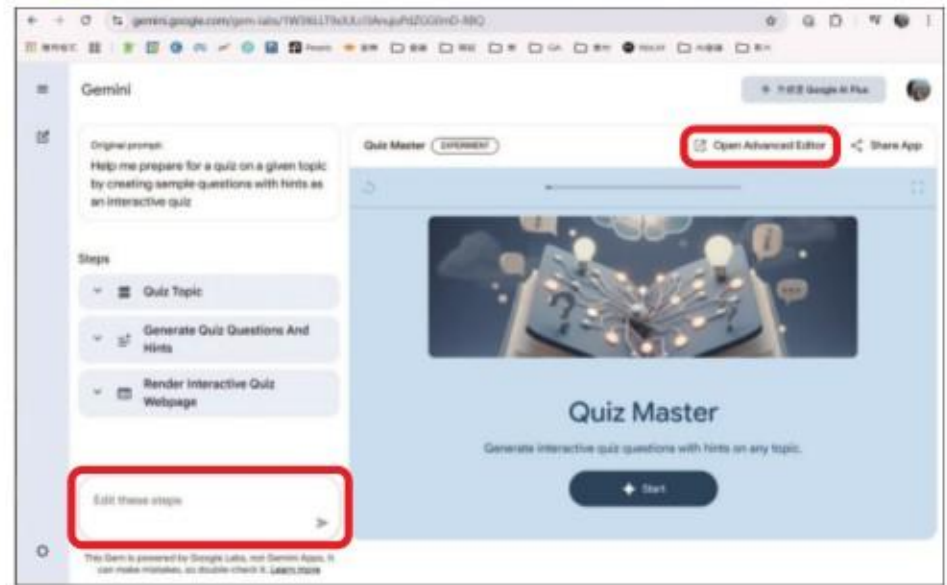 Gemini
Google AI Plus
Original prompt:
Help me prepare for a quiz on a given topic
by creating sample questions with hints as
an interactive quiz
Steps
Quiz Topic
Generate Quiz Questions And
Hints
Render Interactive Quiz
Webpage
Edit these steps
This Gem is powered by Google Labs, not Gemini Apps. It
can make mistakes, so double-check it. Learn more
Quiz Master EXPERIMENT
Open Advanced Editor
Share App
Quiz Master
Generate interactive quiz questions with hints on any topic.
Start